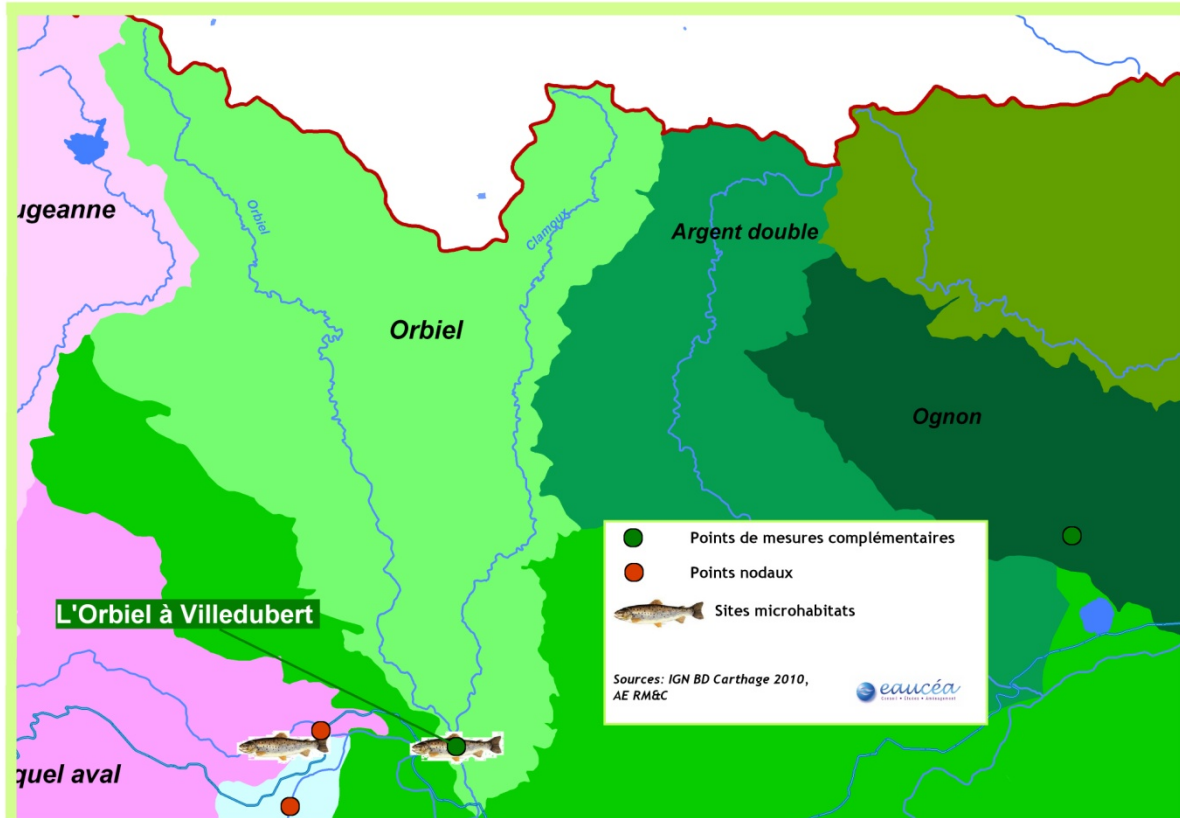 ugeanne
Orbiel
Clamoux
Argent double
Orbiel
Ognon
Points de mesures complémentaires
Points nodaux
L'Orbiel à Villedubert
Sites microhabitats
Sources: IGN BD Carthage 2010,
AE RM&C
eaucéa
quel aval